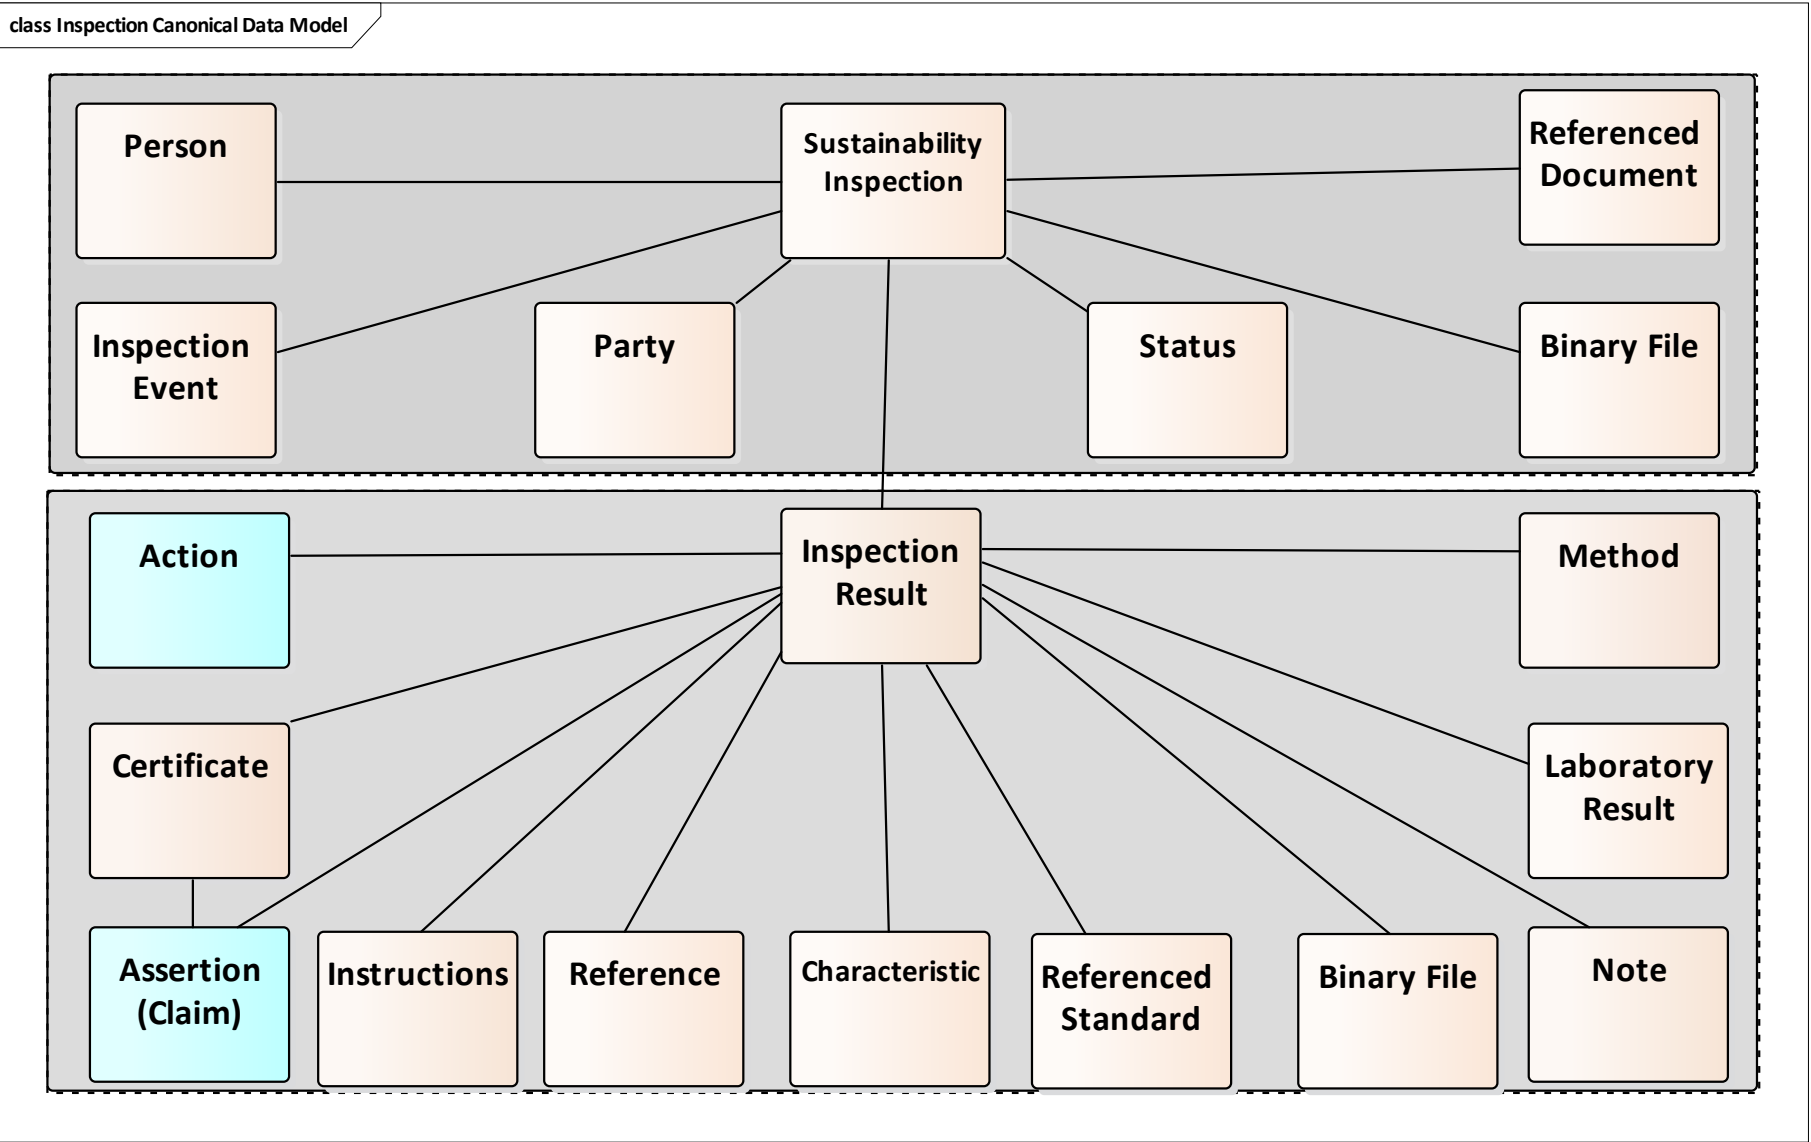 class Inspection Canonical Data Model
Person
Sustainability
Inspection
Referenced
Document
Inspection
Event
Party
Status
Binary File
Action
Inspection
Result
Method
Certificate
Laboratory
Result
Assertion
(Claim)
Instructions
Reference
Characteristic
Referenced
Standard
Binary File
Note